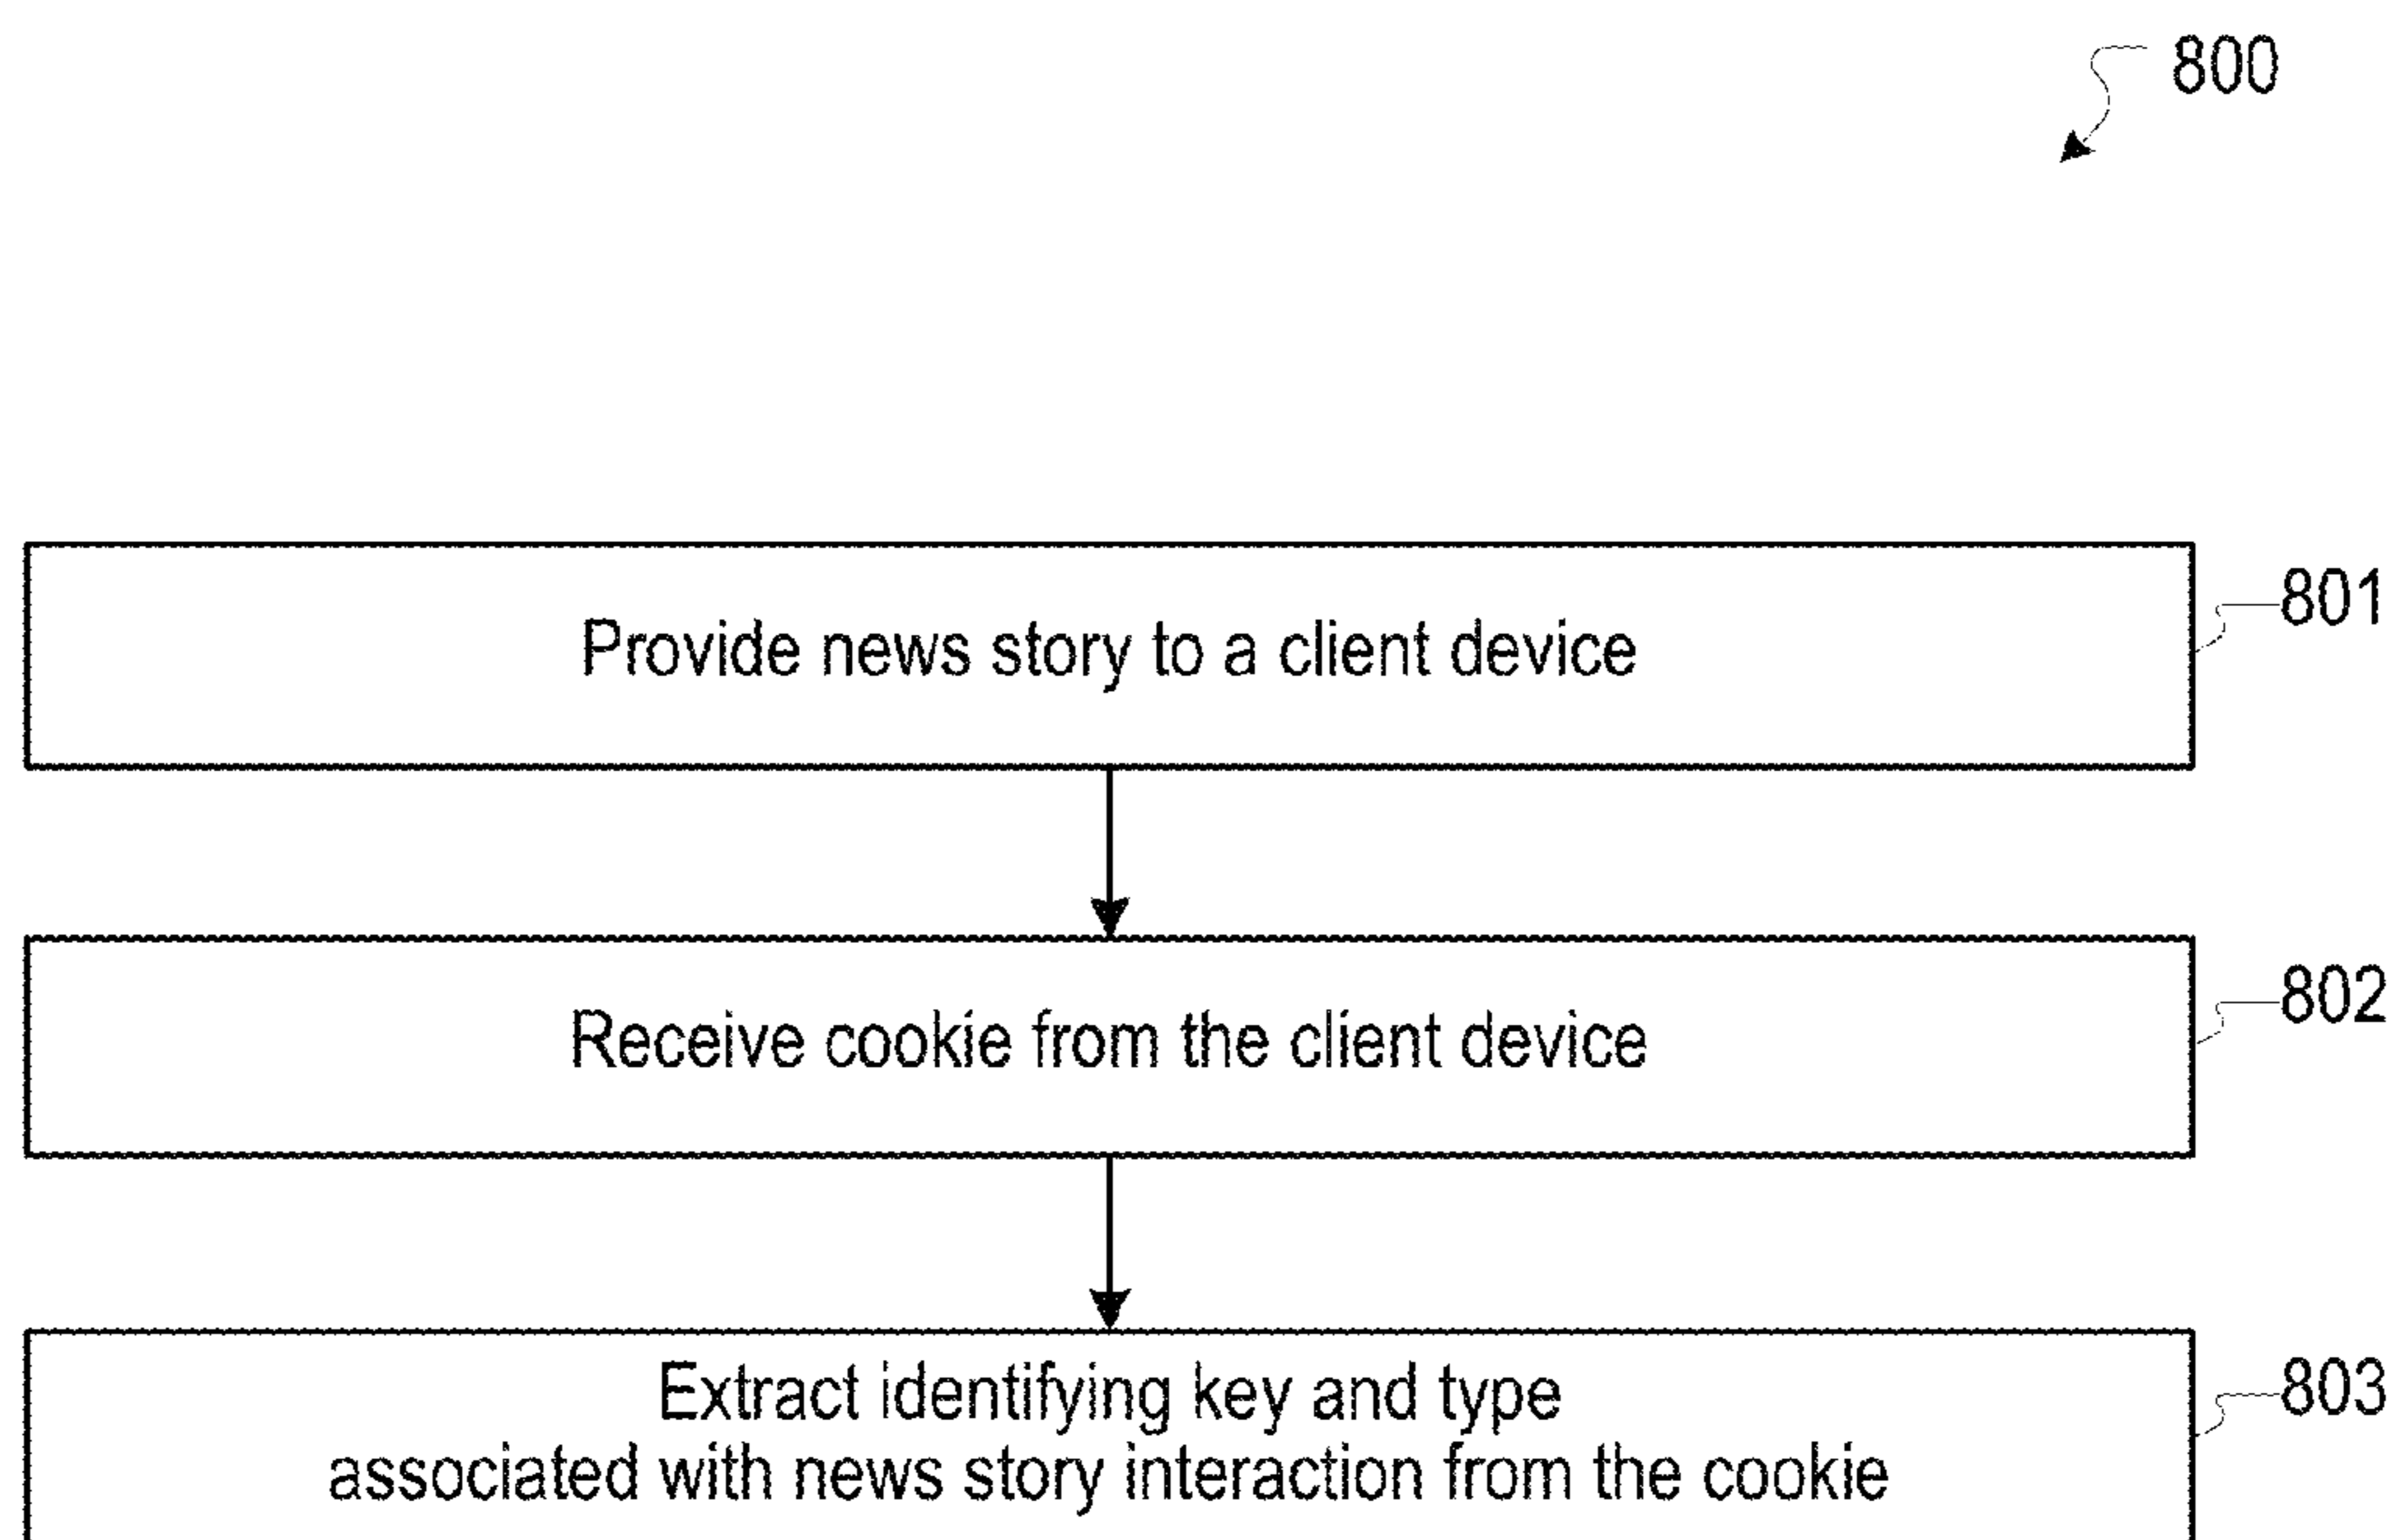 800
Provide news story to a client device
801
Receive cookie from the client device
802
Extract identifying key and type
associated with news story interaction from the cookie
803